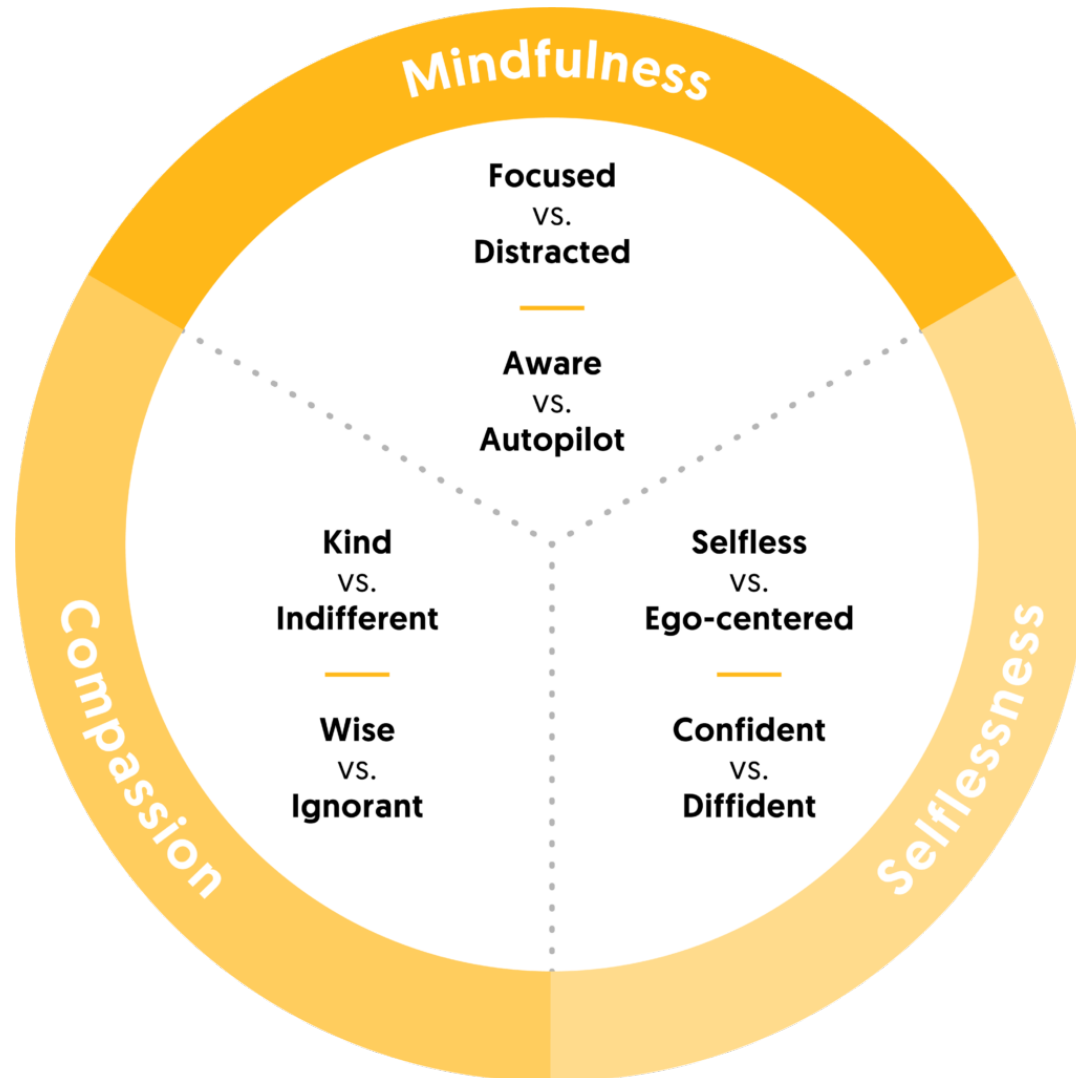 Mindfulness
Focused
vs.
Distracted
Aware
vs.
Autopilot
Compassion
Kind
vs.
Indifferent
Wise
vs.
Ignorant
Selflessness
Selfless
vs.
Ego-centered
Confident
vs.
Diffident